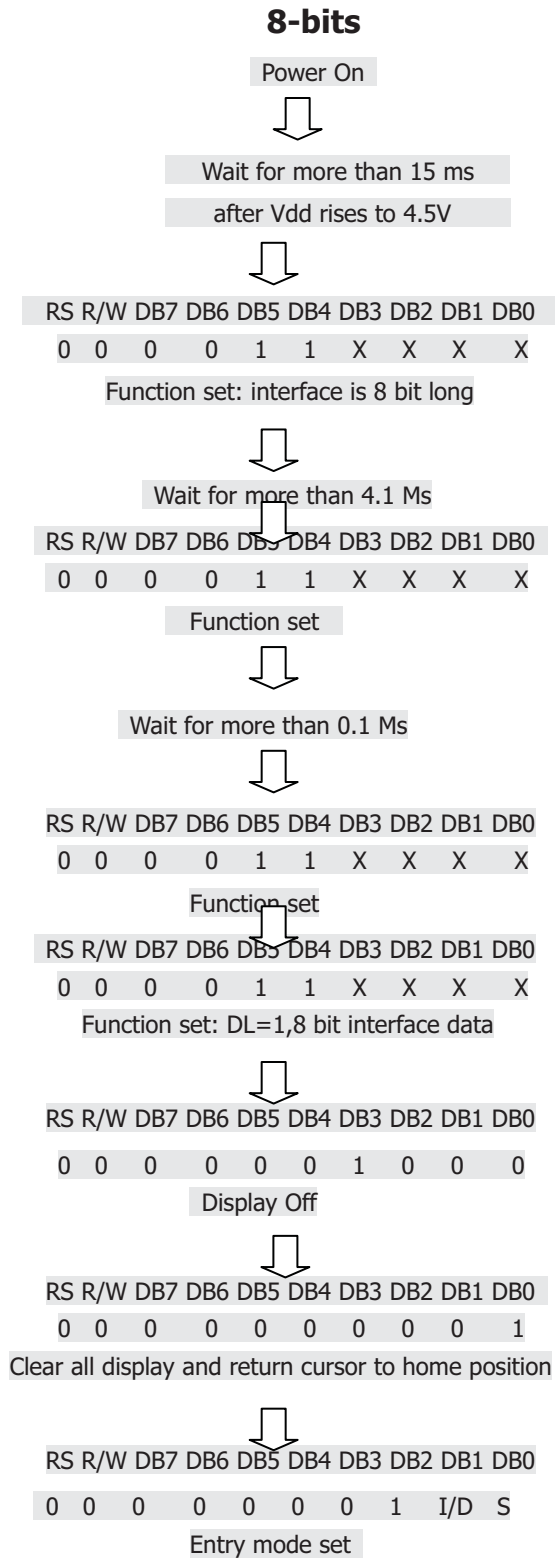 8-bits
Power On
Wait for more than 15 ms
after Vdd rises to 4.5V
RS R/W DB7 DB6 DB5 DB4 DB3 DB2 DB1 DB0
0 0 0 0 1 1 X X X X
Function set: interface is 8 bit long
Wait for more than 4.1 Ms
RS R/W DB7 DB6 DB5 DB4 DB3 DB2 DB1 DB0
0 0 0 0 1 1 X X X X
Function set
Wait for more than 0.1 Ms
RS R/W DB7 DB6 DB5 DB4 DB3 DB2 DB1 DB0
0 0 0 0 1 1 X X X X
Function set
RS R/W DB7 DB6 DB5 DB4 DB3 DB2 DB1 DB0
0 0 0 0 1 1 X X X X
Function set: DL=1,8 bit interface data
RS R/W DB7 DB6 DB5 DB4 DB3 DB2 DB1 DB0
0 0 0 0 0 0 1 0 0 0
Display Off
RS R/W DB7 DB6 DB5 DB4 DB3 DB2 DB1 DB0
0 0 0 0 0 0 0 0 0 1
Clear all display and return cursor to home position
RS R/W DB7 DB6 DB5 DB4 DB3 DB2 DB1 DB0
0 0 0 0 0 0 0 1 I/D S
Entry mode set